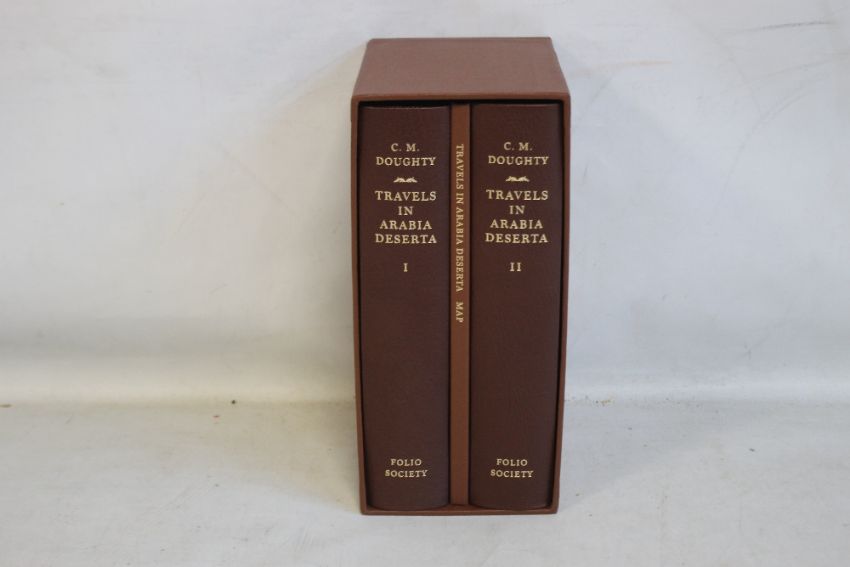 C. M.
DOUGHTY
TRAVELS
IN
ARABIA
DESERTA
I
FOLIO
SOCIETY
TRAVELS IN ARABIA DESERTA MAP
C. M.
DOUGHTY
TRAVELS
IN
ARABIA
DESERTA
II
FOLIO
SOCIETY